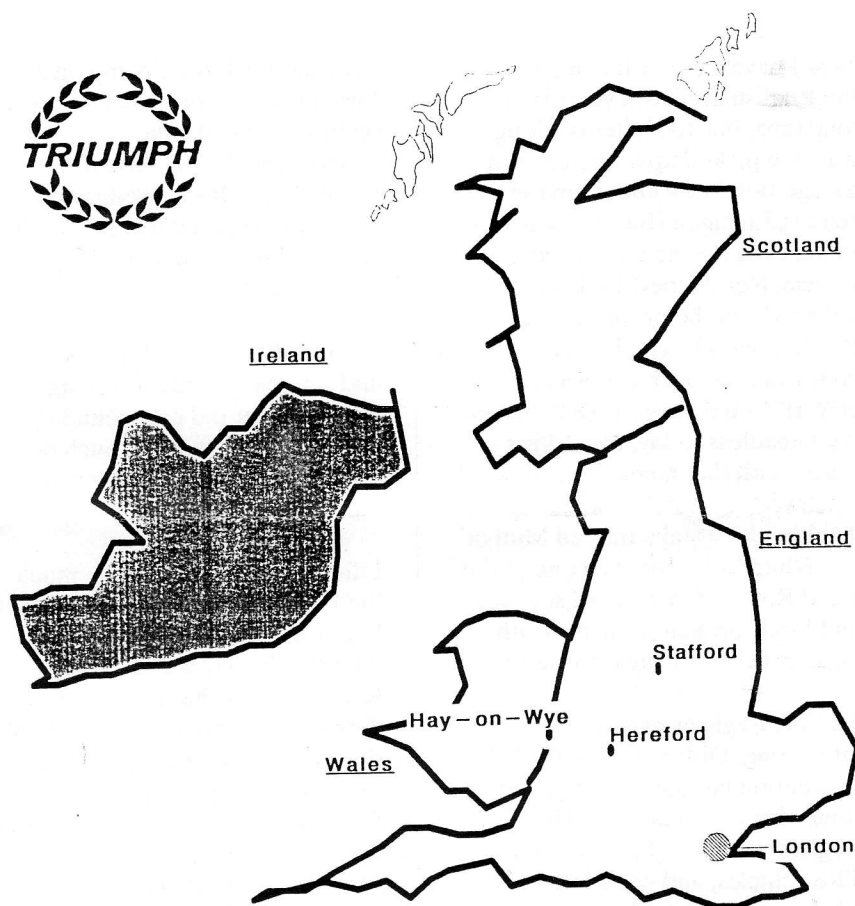 TRIUMPH
Scotland
Ireland
England
Stafford
Hay-on-Wye
Hereford
Wales
London